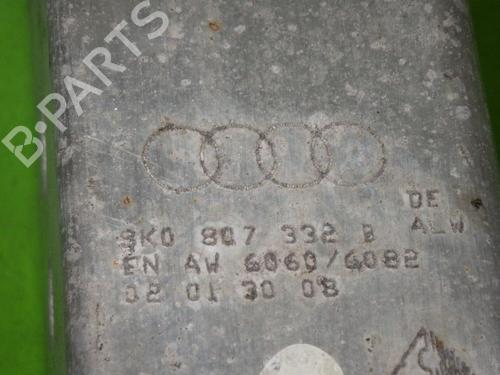 B-PARTS
DE
8K0 807 332 B ALW
EN AW 6060/6082
02 01 30 08